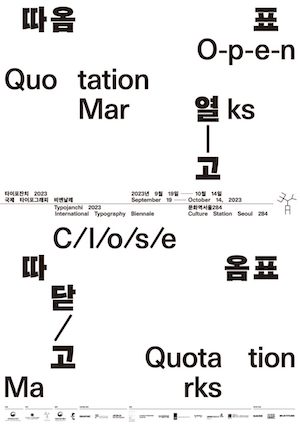 따옴 표
O-p-e-n
Quo tation
Mar 열 ks
—
고
타이포잔치 2023 2023년 9월 19일 — 10월 14일
국제 타이포그래피 비엔날레 September 19 — October 14, 2023
Typojanchi 2023 문화역서울284
International Typography Biennale Culture Station Seoul 284
C/l/o/s/e
따 옴표
닫
/
고 Quota tion
Ma rks